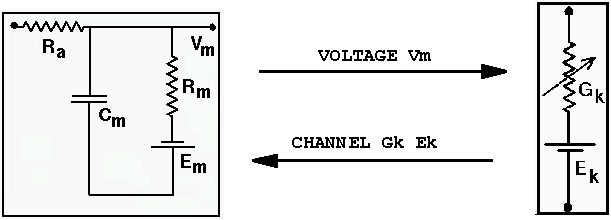 Ra
Vm
Rm
Cm
Em
VOLTAGE Vm
CHANNEL Gk Ek
Gk
Ek